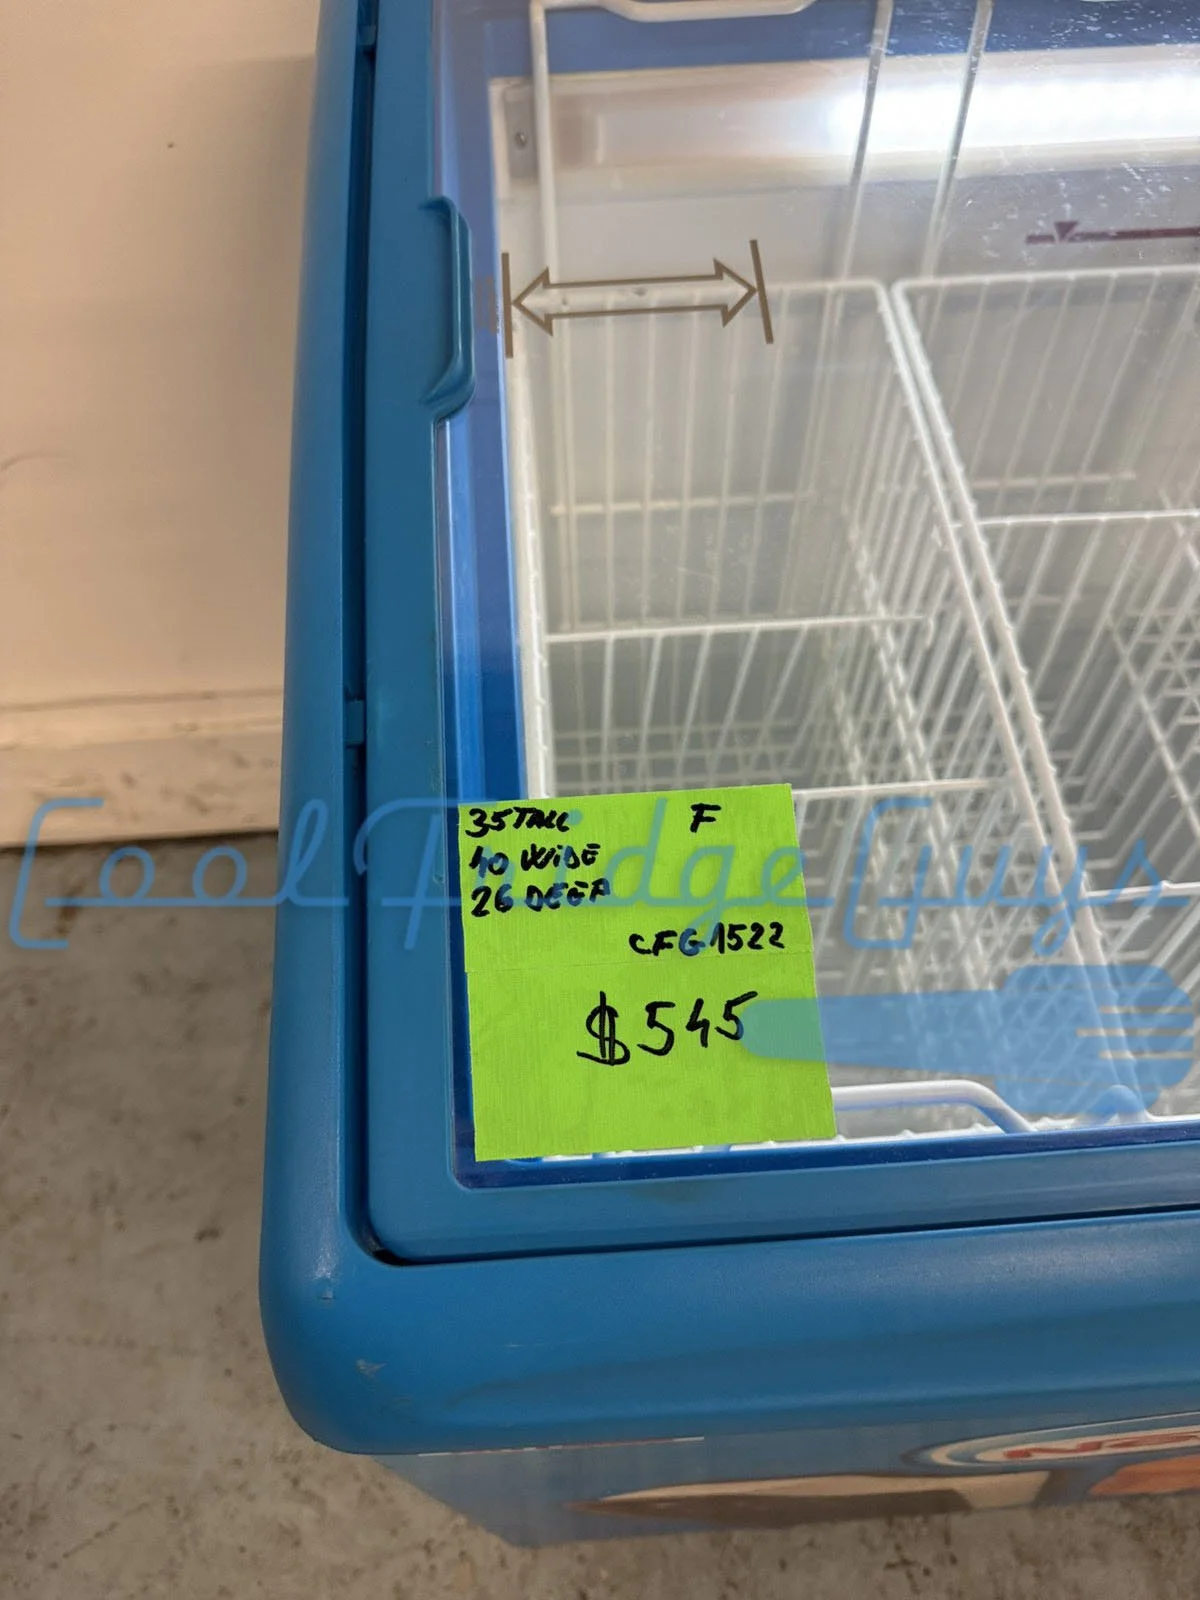 35 TALL F
40 WIDE
26 DEEP
CFG1522
$545
Cool Fridge Guys